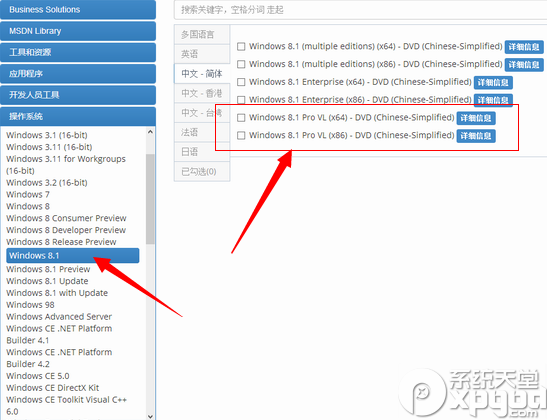 Business Solutions
MSDN Library
工具和资源
应用程序
开发人员工具
操作系统
Windows 3.1 (16-bit)
Windows 3.11 (16-bit)
Windows 3.11 for Workgroups
(16-bit)
Windows 3.2 (16-bit)
Windows 7
Windows 8
Windows 8 Consumer Preview
Windows 8 Developer Preview
Windows 8 Release Preview
Windows 8.1
Windows 8.1 Preview
Windows 8.1 Update
Windows 8.1 with Update
Windows 98
Windows Advanced Server
Windows CE .NET Platform
Builder 4.1
Windows CE .NET Platform
Builder 4.2
Windows CE 5.0
Windows CE DirectX Kit
Windows CE Toolkit Visual C++
6.0
搜索关键字，空格分词 走起
多国语言
英语
中文 - 简体
中文 - 香港
中文 - 台湾
法语
日语
已勾选(0)
Windows 8.1 (multiple editions) (x64) - DVD (Chinese-Simplified) 详细信息
Windows 8.1 (multiple editions) (x86) - DVD (Chinese-Simplified) 详细信息
Windows 8.1 Enterprise (x64) - DVD (Chinese-Simplified) 详细信息
Windows 8.1 Enterprise (x86) - DVD (Chinese-Simplified) 详细信息
Windows 8.1 Pro VL (x64) - DVD (Chinese-Simplified) 详细信息
Windows 8.1 Pro VL (x86) - DVD (Chinese-Simplified) 详细信息
系统天堂